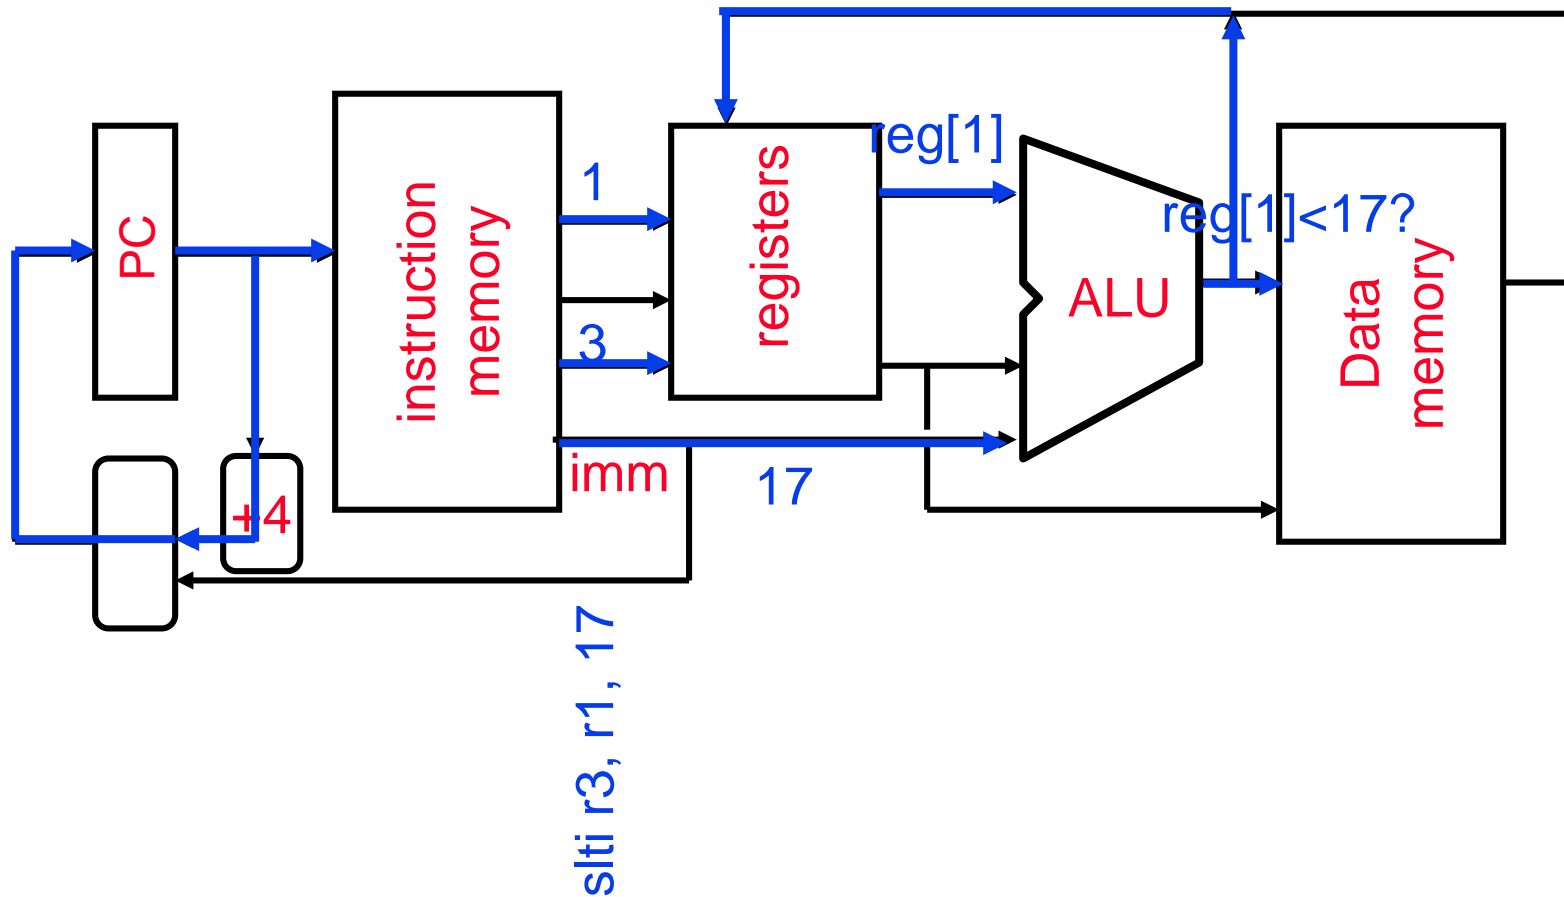 PC
+4
instruction
memory
1
3
imm
17
registers
reg[1]
ALU
reg[1]<17?
Data
memory
slti r3, r1, 17